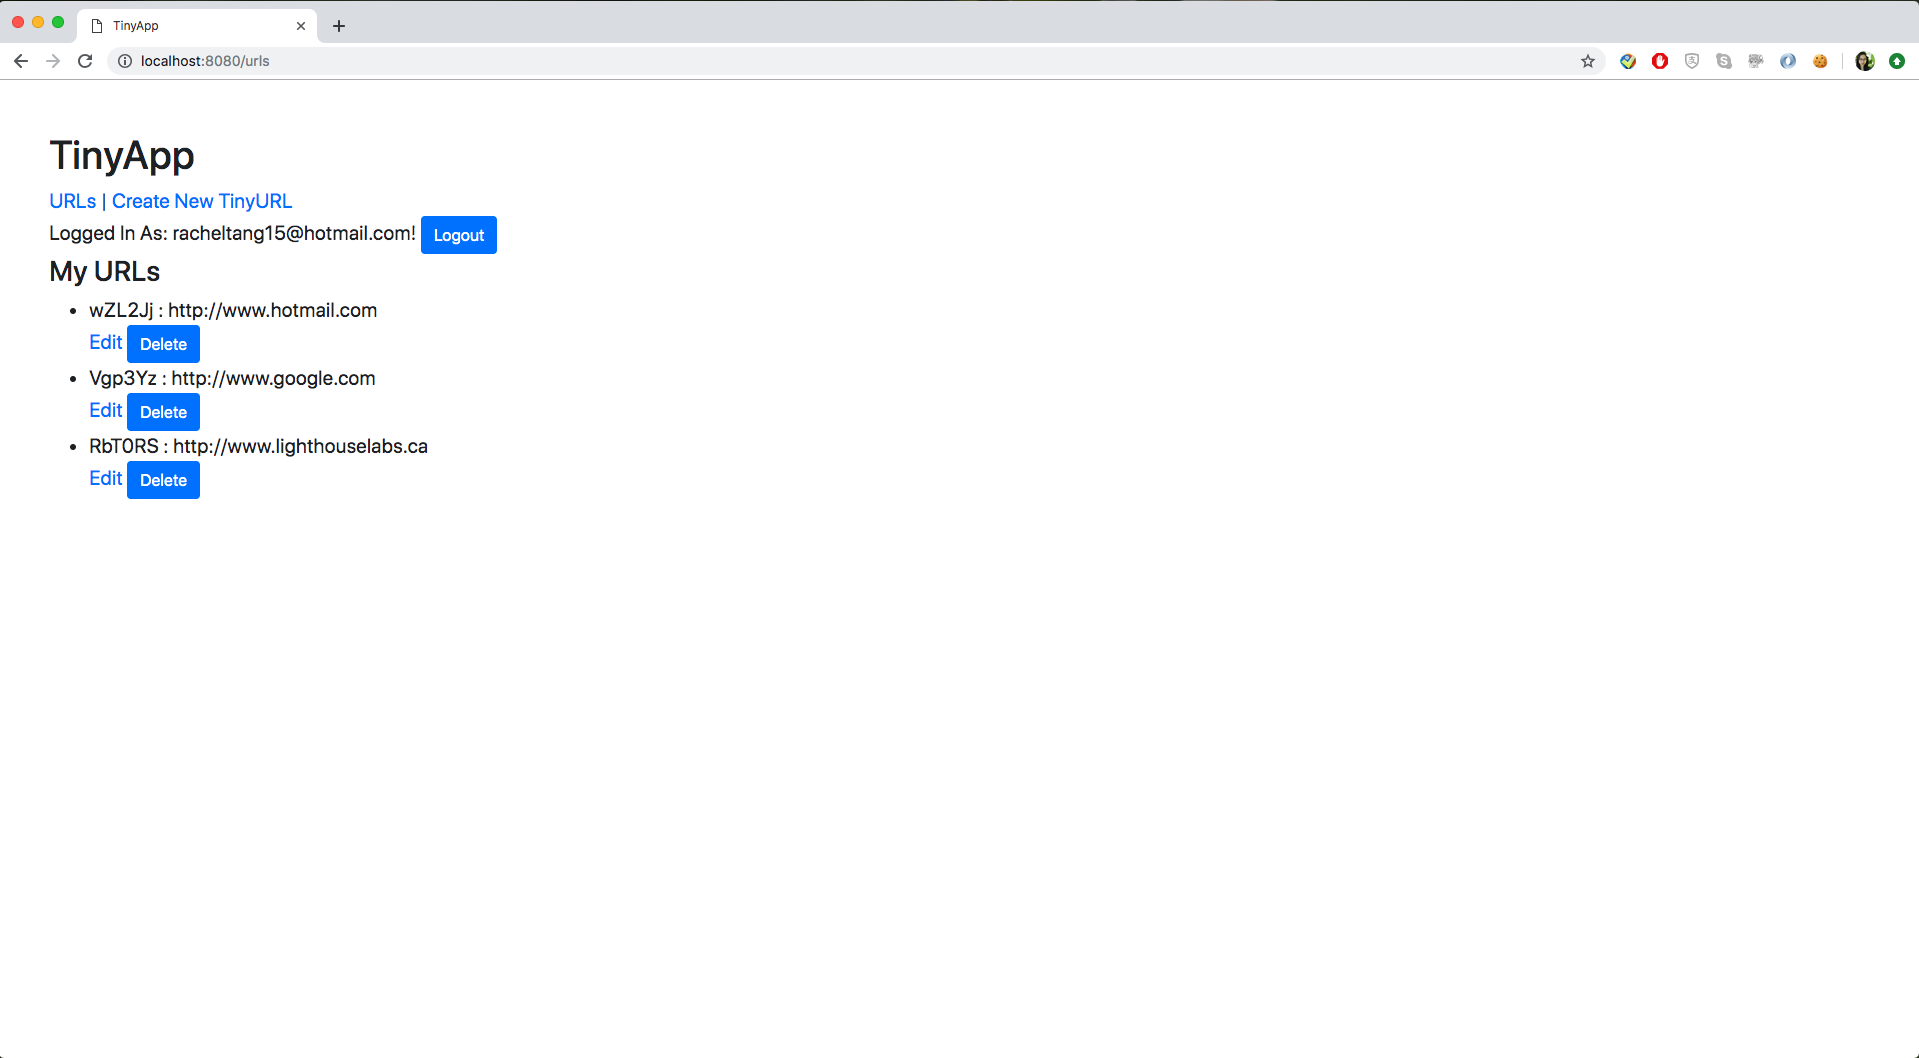 TinyApp
localhost:8080/urls
TinyApp
URLs | Create New TinyURL
Logged In As: racheltang15@hotmail.com! Logout
My URLs
wZL2Jj : http://www.hotmail.com
Edit Delete
Vgp3Yz : http://www.google.com
Edit Delete
RbT0RS : http://www.lighthouselabs.ca
Edit Delete